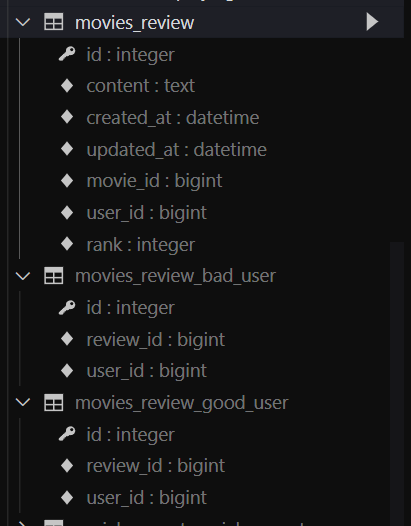 movies_review
id : integer
content : text
created_at : datetime
updated_at : datetime
movie_id : bigint
user_id : bigint
rank : integer
movies_review_bad_user
id : integer
review_id : bigint
user_id : bigint
movies_review_good_user
id : integer
review_id : bigint
user_id : bigint